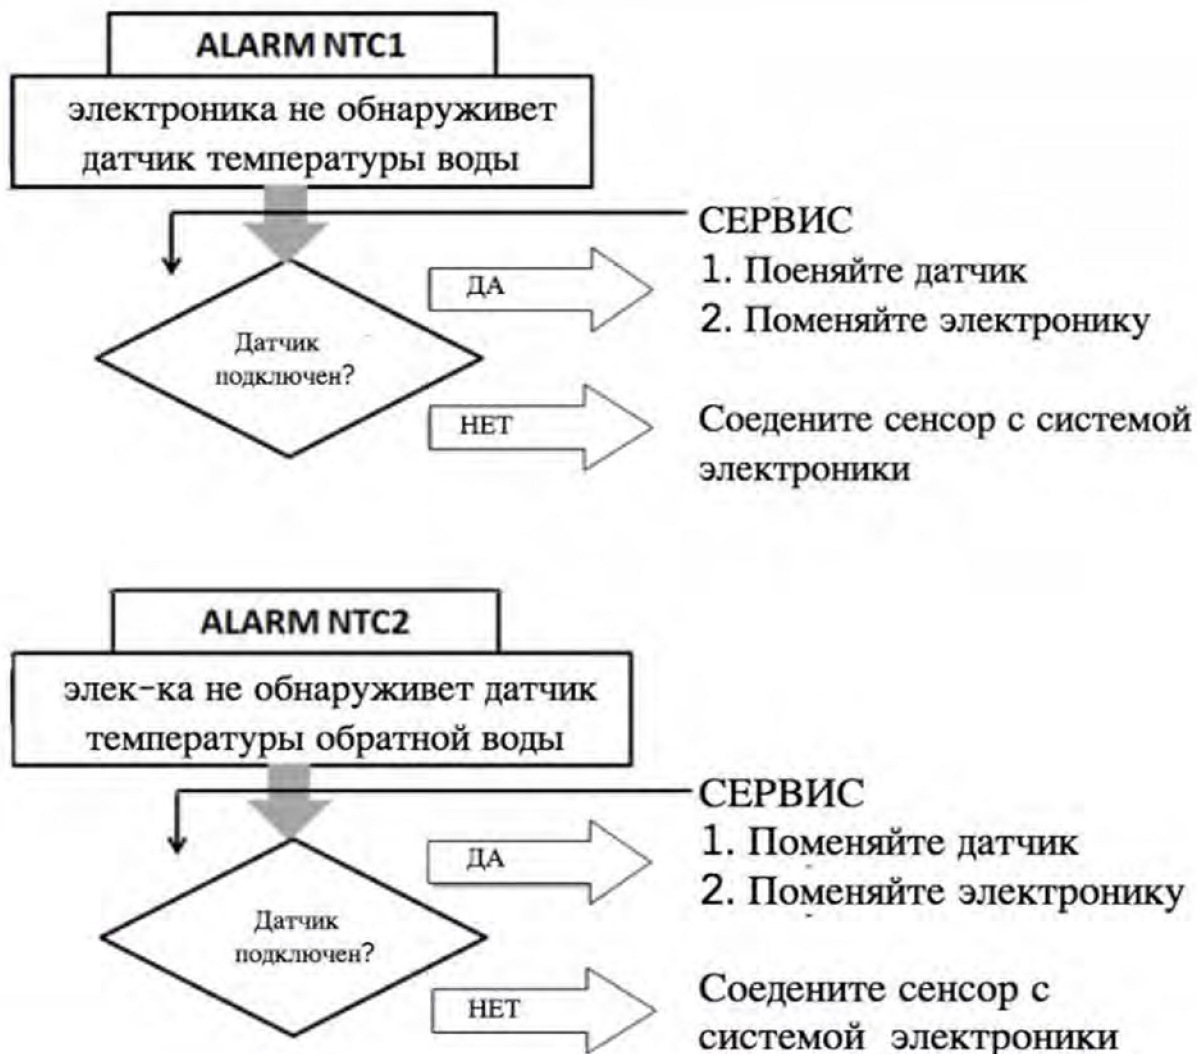 ALARM NTC1
электроника не обнаруживет
датчик температуры воды
СЕРВИС
ДА
1. Поеняйте датчик
2. Поменяйте электронику
Датчик
подключен?
НЕТ
Соедените сенсор с системой
электроники
ALARM NTC2
элек-ка не обнаруживет датчик
температуры обратной воды
СЕРВИС
ДА
1. Поменяйте датчик
2. Поменяйте электронику
Датчик
подключен?
НЕТ
Соедените сенсор с
системой электроники